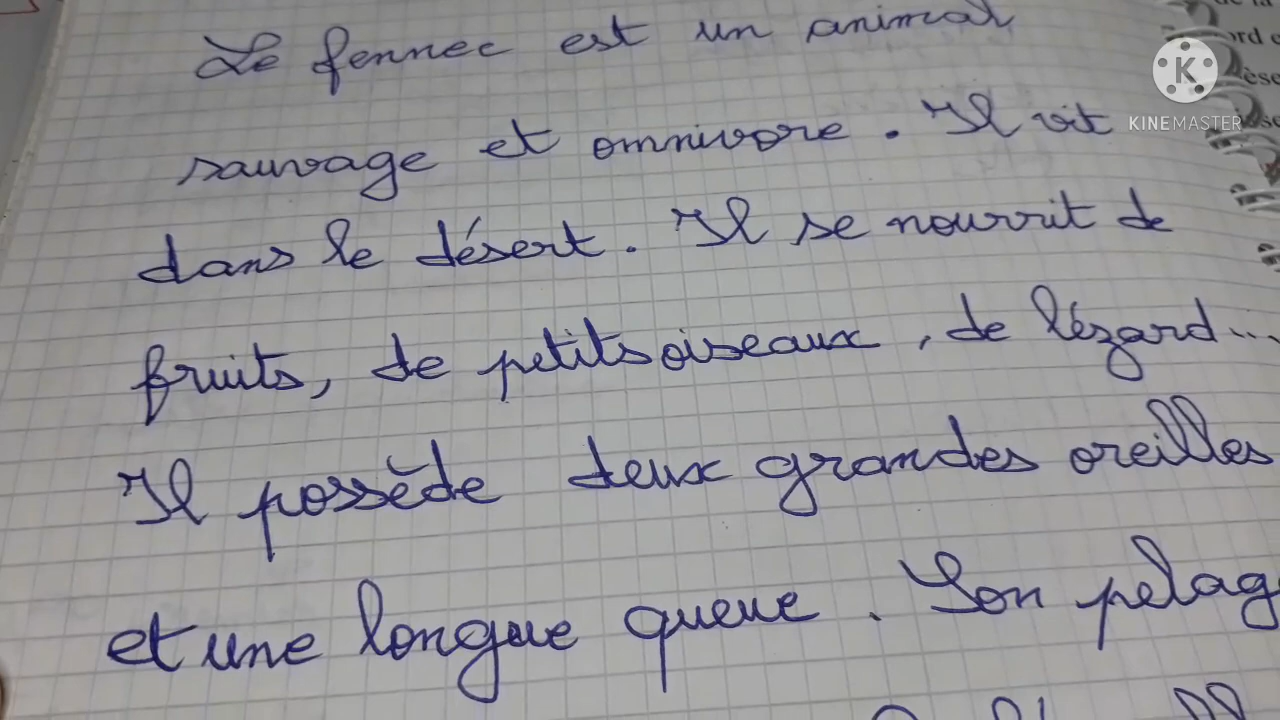 Le fennec est un animal
sauvage et omnivore. Il vit
dans le désert. Il se nourrit de
fruits, de petits oiseaux, de lézard...
Il possède deux grandes oreilles
et une longue queue. Son pelag
KINEMASTER